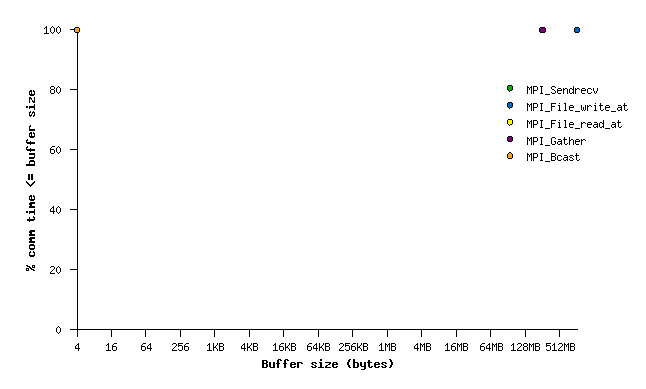 100
80
60
40
20
0
% comm time <= buffer size
MPI_Sendrecv
MPI_File_write_at
MPI_File_read_at
MPI_Gather
MPI_Bcast
4 16 64 256 1KB 4KB 16KB 64KB 256KB 1MB 4MB 16MB 64MB 128MB 512MB
Buffer size (bytes)